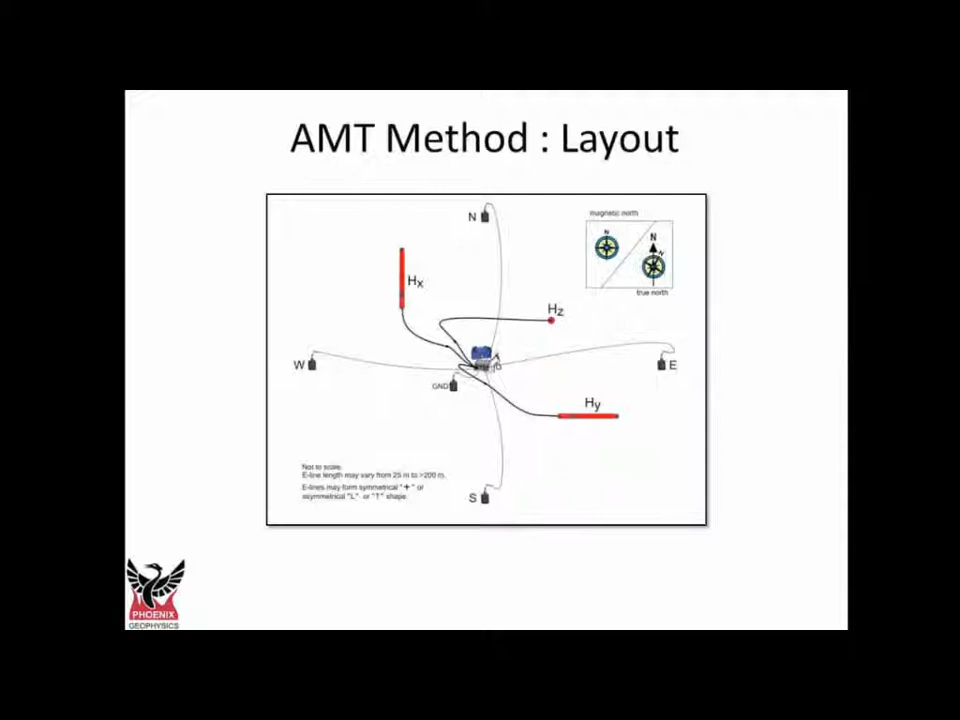 AMT Method : Layout
N
magnetic north
N
N
N
true north
Hx
Hz
W
E
GND
Hy
Not to scale.
E-line length may vary from 25 m to >200 m.
E-lines may form symmetrical "+" or
asymmetrical "L" or "T" shape.
S
PHOENIX
GEOPHYSICS